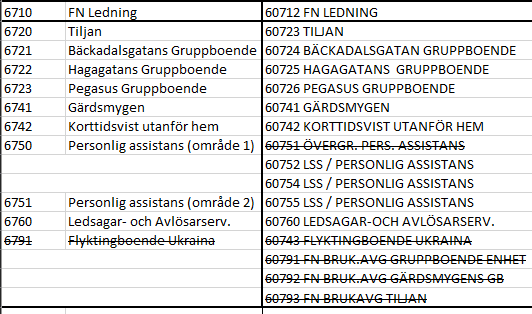 6710 FN Ledning 60712 FN LEDNING
6720 Tiljan 60723 TILJAN
6721 Bäckadalsgatans Gruppboende 60724 BÄCKADALSGATAN GRUPPBOENDE
6722 Hagagatans Gruppboende 60725 HAGAGATANS  GRUPPBOENDE
6723 Pegasus Gruppboende 60726 PEGASUS GRUPPBOENDE
6741 Gärdsmygen 60741 GÄRDSMYGEN
6742 Korttidsvist utanför hem 60742 KORTTIDSVIST UTANFÖR HEM
6750 Personlig assistans (område 1) 60751 ÖVERGR. PERS. ASSISTANS
60752 LSS / PERSONLIG ASSISTANS
60754 LSS / PERSONLIG ASSISTANS
6751 Personlig assistans (område 2) 60755 LSS / PERSONLIG ASSISTANS
6760 Ledsagar- och Avlösarserv. 60760 LEDSAGAR-OCH AVLÖSARSERV.
6791 Flyktingboende Ukraina 60743 FLYKTINGBOENDE UKRAINA
60791 FN BRUK.AVG GRUPPBOENDE ENHET
60792 FN BRUK.AVG GÄRDSMYGENS GB
60793 FN BRUKAVG TILJAN